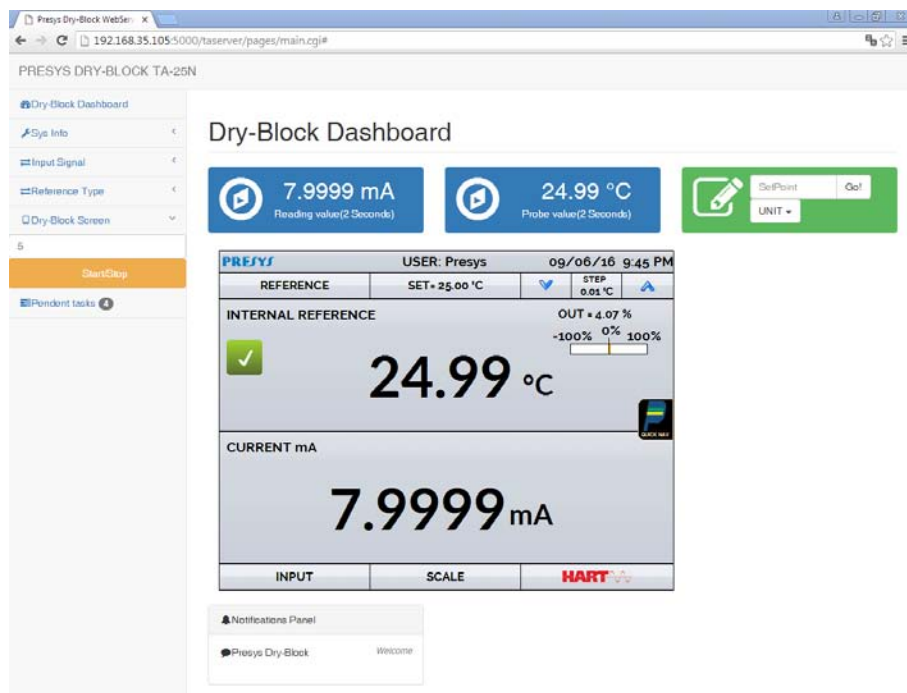 Presys Dry-Block WebSer
192.168.35.105:5000/taserver/pages/main.cgi#
PRESYS DRY-BLOCK TA-25N
Dry-Block Dashboard
Sys Info
Input Signal
Reference Type
Dry-Block Screen
5
Start/Stop
Pendent tasks 4
Dry-Block Dashboard
7.9999 mA
Reading value(2 Seconds)
24.99 °C
Probe value(2 Seconds)
SetPoint Go!
UNIT
PRESYS USER: Presys 09/06/16 9:45 PM
REFERENCE SET= 25.00 °C STEP
0.01 °C
INTERNAL REFERENCE OUT = 4.07 %
-100% 0% 100%
24.99 °C
QUICK NAV
CURRENT mA
7.9999 mA
INPUT SCALE HART
Notifications Panel
Presys Dry-Block Welcome